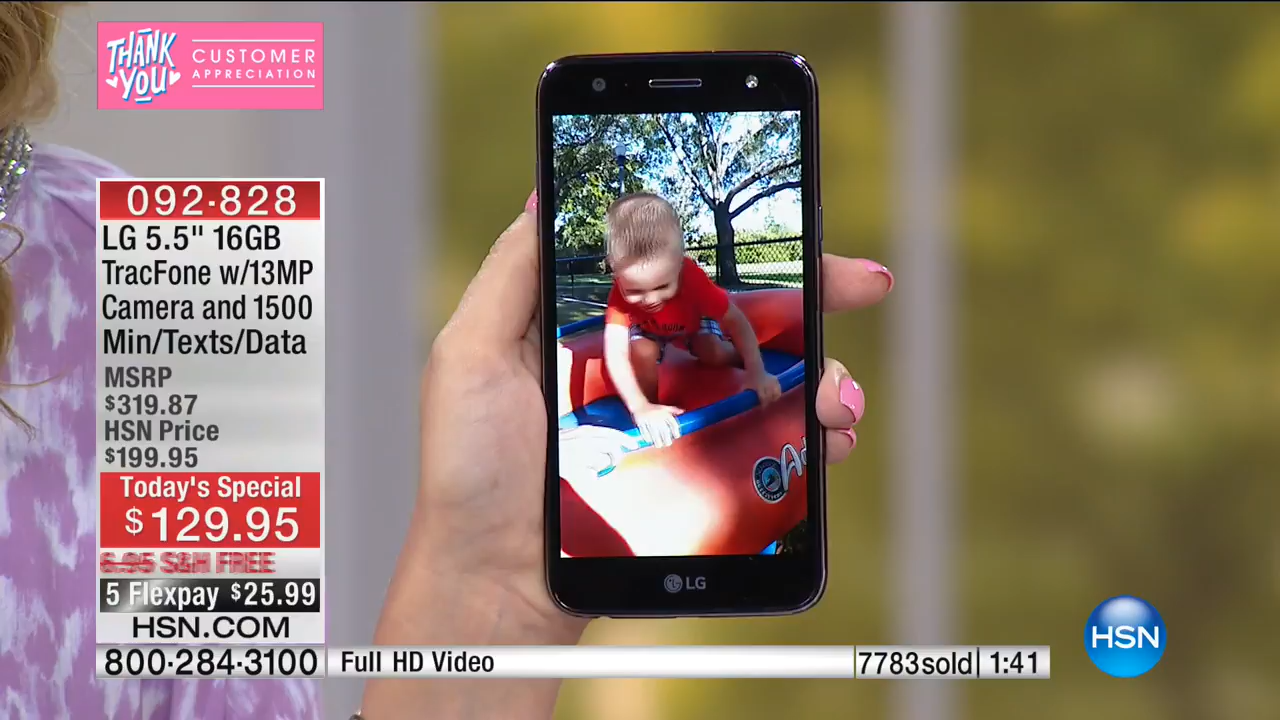 THANK
YOU
CUSTOMER
APPRECIATION
092·828
LG 5.5" 16GB
TracFone w/13MP
Camera and 1500
Min/Texts/Data
MSRP
$319.87
HSN Price
$199.95
Today's Special
$129.95
6.95 S&H FREE
5 Flexpay $25.99
HSN.COM
800·284·3100
Full HD Video
7783sold
1:41
LG
HSN